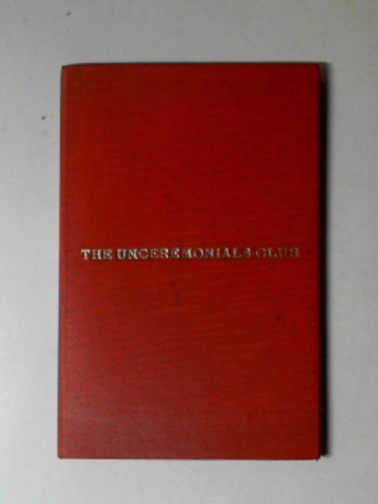 THE UNCEREMONIALS CLUB